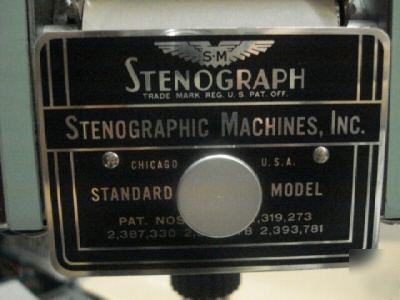 S·M
STENOGRAPH
TRADE MARK REG. U.S. PAT. OFF.
STENOGRAPHIC MACHINES, INC.
CHICAGO U.S.A.
STANDARD MODEL
PAT. NOS ,319,273
2,387,330 2,393,781